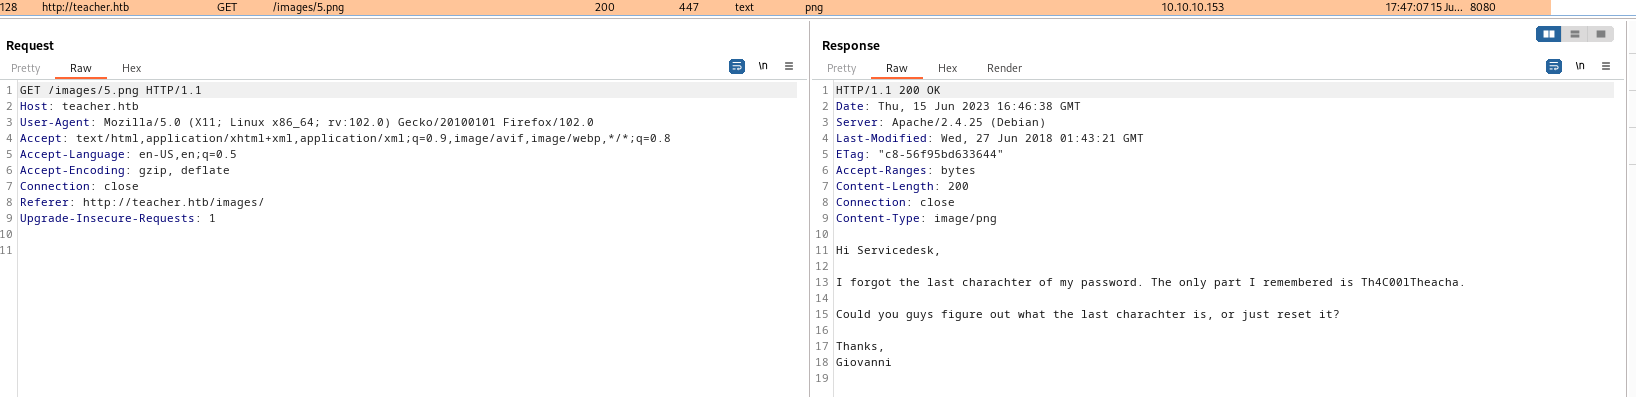 128 http://teacher.htb GET /images/5.png 200 447 text png 10.10.10.153 17:47:07 15 Ju... 8080
Request
Pretty Raw Hex
\n
1 GET /images/5.png HTTP/1.1
2 Host: teacher.htb
3 User-Agent: Mozilla/5.0 (X11; Linux x86_64; rv:102.0) Gecko/20100101 Firefox/102.0
4 Accept: text/html,application/xhtml+xml,application/xml;q=0.9,image/avif,image/webp,*/*;q=0.8
5 Accept-Language: en-US,en;q=0.5
6 Accept-Encoding: gzip, deflate
7 Connection: close
8 Referer: http://teacher.htb/images/
9 Upgrade-Insecure-Requests: 1
10
11
Response
Pretty Raw Hex Render
\n
1 HTTP/1.1 200 OK
2 Date: Thu, 15 Jun 2023 16:46:38 GMT
3 Server: Apache/2.4.25 (Debian)
4 Last-Modified: Wed, 27 Jun 2018 01:43:21 GMT
5 ETag: "c8-56f95bd633644"
6 Accept-Ranges: bytes
7 Content-Length: 200
8 Connection: close
9 Content-Type: image/png
10
11 Hi Servicedesk,
12
13 I forgot the last charachter of my password. The only part I remembered is Th4C00lTheacha.
14
15 Could you guys figure out what the last charachter is, or just reset it?
16
17 Thanks,
18 Giovanni
19